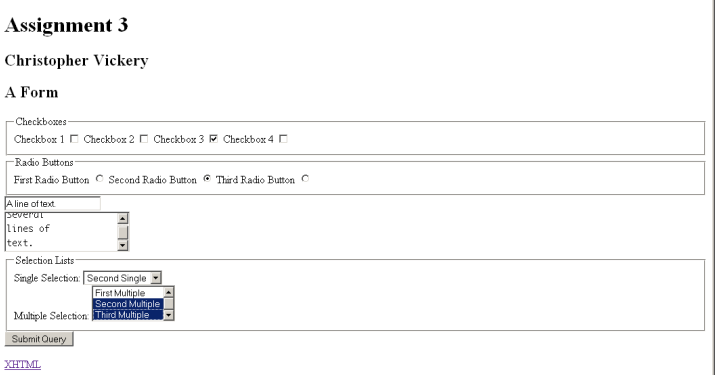 Assignment 3
Christopher Vickery
A Form
Checkboxes
Checkbox 1 Checkbox 2 Checkbox 3 Checkbox 4
Radio Buttons
First Radio Button Second Radio Button Third Radio Button
A line of text
Several
lines of
text.
Selection Lists
Single Selection: Second Single
First Multiple
Second Multiple
Multiple Selection: Third Multiple
Submit Query
XHTML